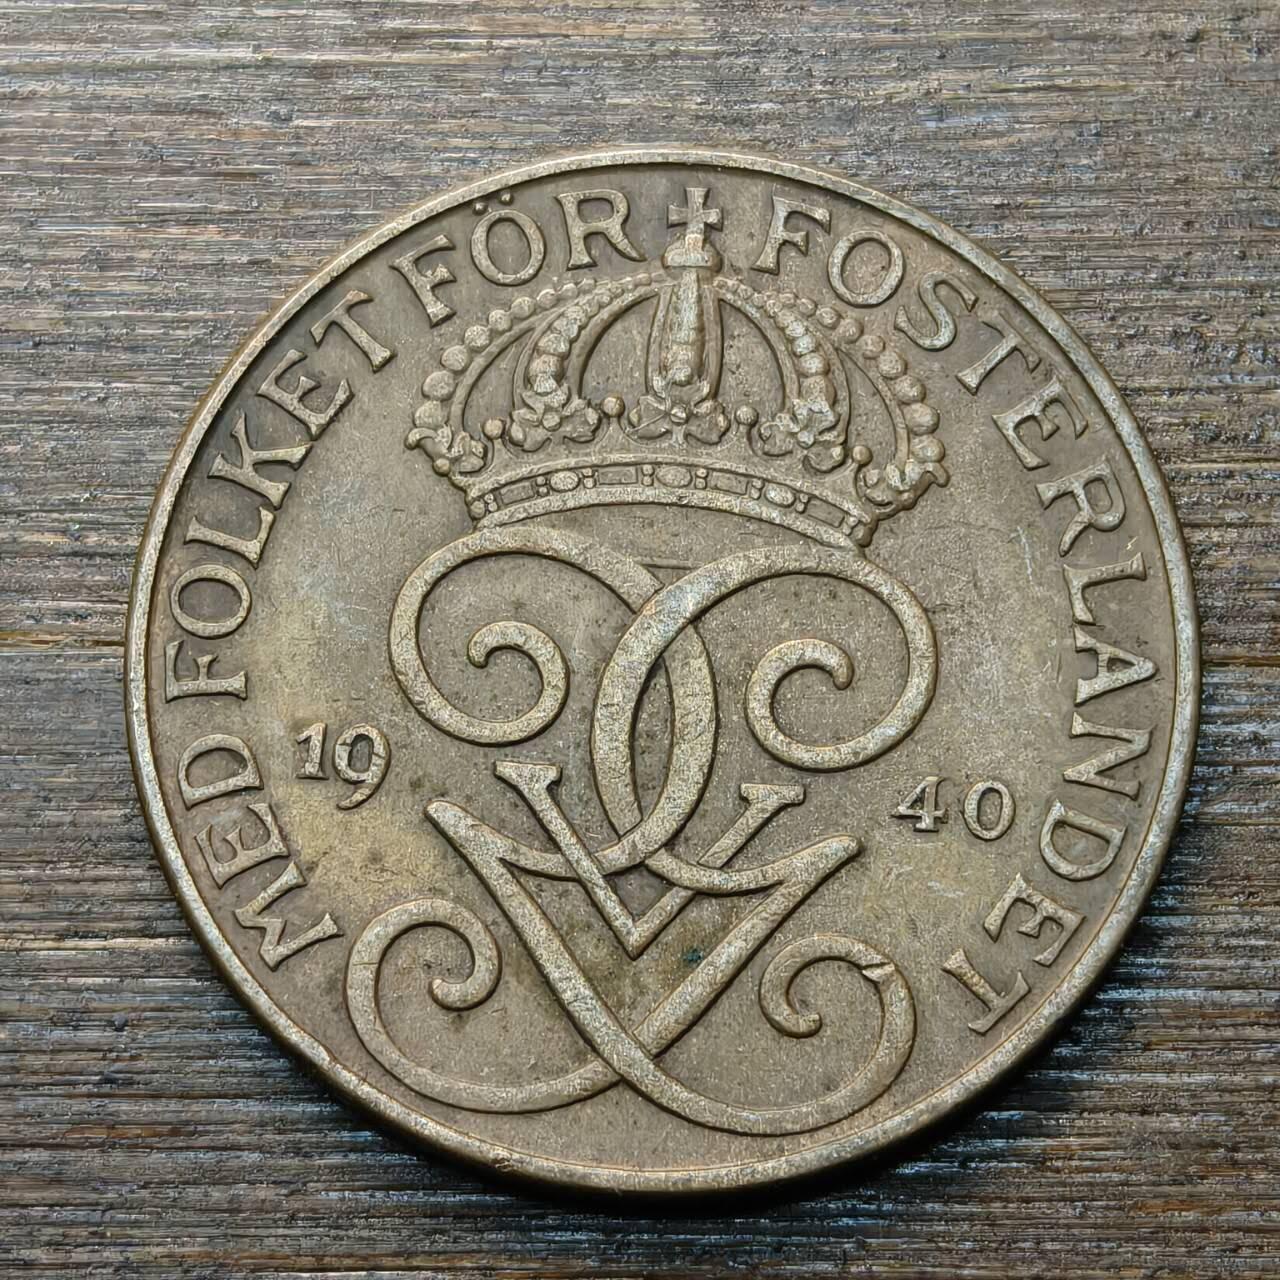 MED FOLKET FÖR FOSTERLANDET
19 40
V